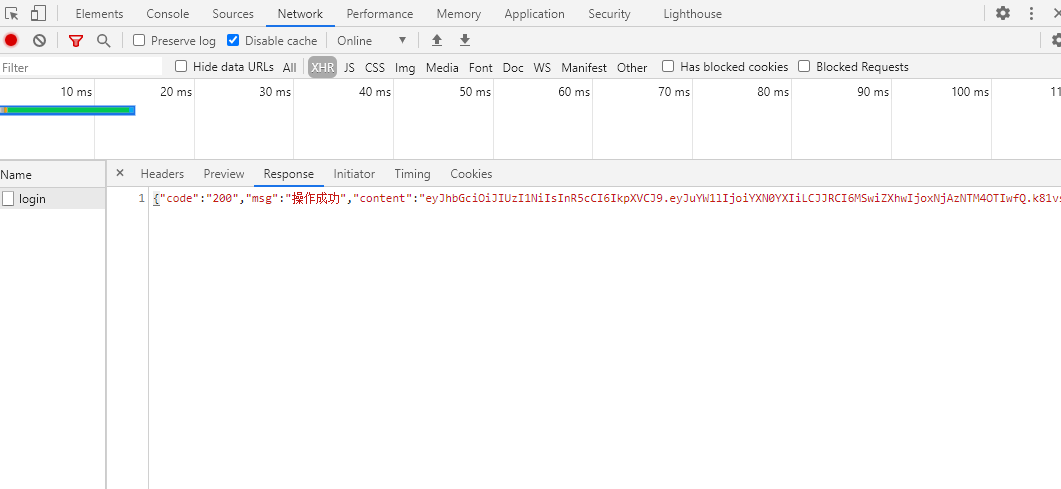 Elements Console Sources Network Performance Memory Application Security Lighthouse
Preserve log Disable cache Online
Filter Hide data URLs All XHR JS CSS Img Media Font Doc WS Manifest Other Has blocked cookies Blocked Requests
10 ms 20 ms 30 ms 40 ms 50 ms 60 ms 70 ms 80 ms 90 ms 100 ms 11
Name × Headers Preview Response Initiator Timing Cookies
login 1 {"code":"200","msg":"操作成功","content":"eyJhbGciOiJIUzI1NiIsInR5cCI6IkpXVCJ9.eyJuYW1lIjoiYXN0YXIiLCJJRCI6MSwiZXhwIjoxNjAzNTM4OTIwfQ.k81vs